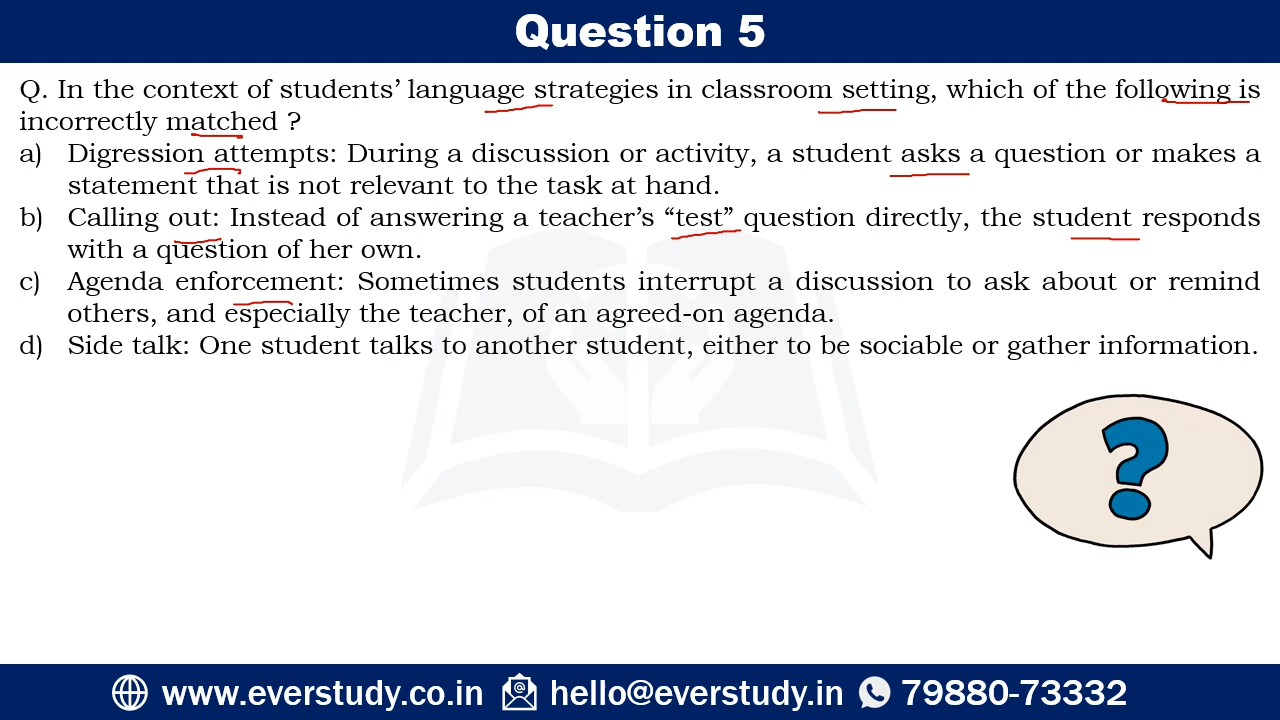 Question 5
Q. In the context of students’ language strategies in classroom setting, which of the following is
incorrectly matched ?
a) Digression attempts: During a discussion or activity, a student asks a question or makes a
statement that is not relevant to the task at hand.
b) Calling out: Instead of answering a teacher’s “test” question directly, the student responds
with a question of her own.
c) Agenda enforcement: Sometimes students interrupt a discussion to ask about or remind
others, and especially the teacher, of an agreed-on agenda.
d) Side talk: One student talks to another student, either to be sociable or gather information.
?
www.everstudy.co.in hello@everstudy.in 79880-73332